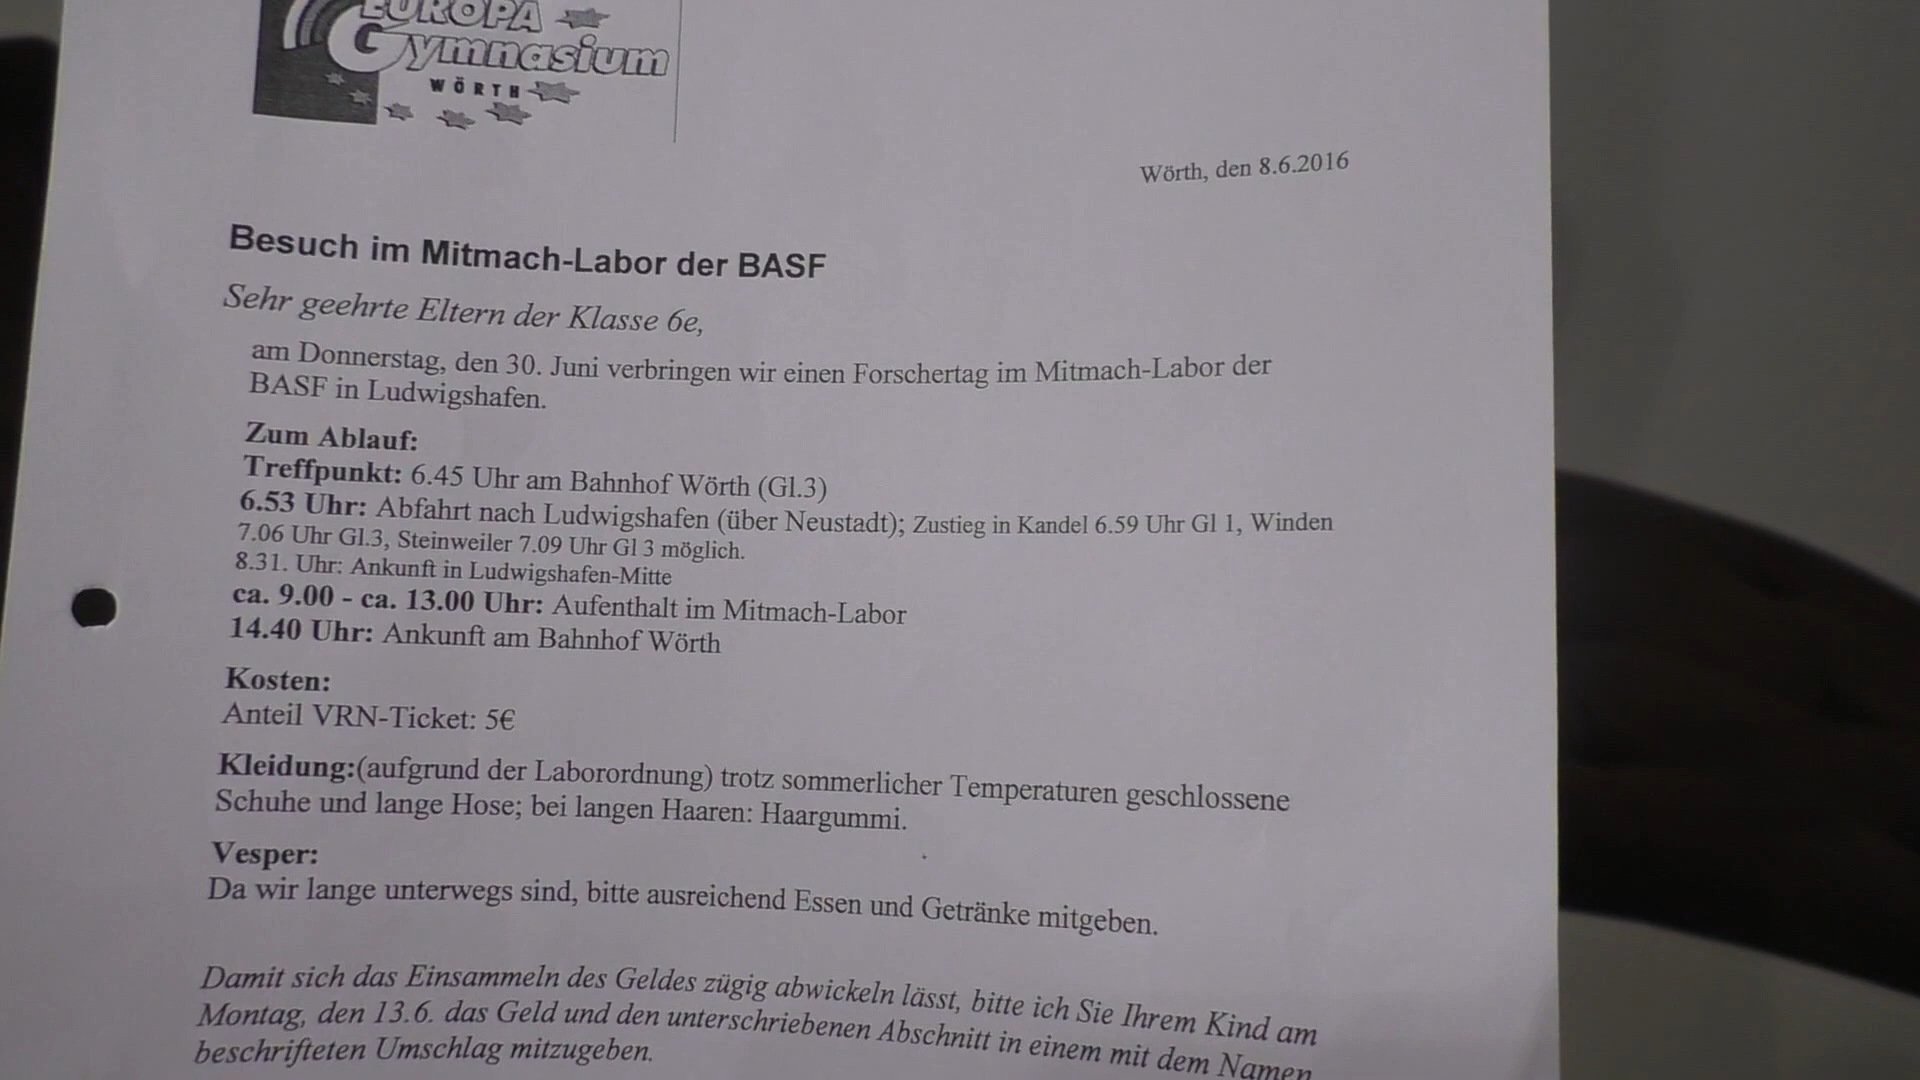 EUROPA
Gymnasium
WÖRTH
Wörth, den 8.6.2016
Besuch im Mitmach-Labor der BASF
Sehr geehrte Eltern der Klasse 6e,
am Donnerstag, den 30. Juni verbringen wir einen Forschertag im Mitmach-Labor der
BASF in Ludwigshafen.
Zum Ablauf:
Treffpunkt: 6.45 Uhr am Bahnhof Wörth (Gl.3)
6.53 Uhr: Abfahrt nach Ludwigshafen (über Neustadt); Zustieg in Kandel 6.59 Uhr Gl 1, Winden
7.06 Uhr Gl.3, Steinweiler 7.09 Uhr Gl 3 möglich.
8.31. Uhr: Ankunft in Ludwigshafen-Mitte
ca. 9.00 - ca. 13.00 Uhr: Aufenthalt im Mitmach-Labor
14.40 Uhr: Ankunft am Bahnhof Wörth
Kosten:
Anteil VRN-Ticket: 5€
Kleidung:(aufgrund der Laborordnung) trotz sommerlicher Temperaturen geschlossene
Schuhe und lange Hose; bei langen Haaren: Haargummi.
Vesper:
Da wir lange unterwegs sind, bitte ausreichend Essen und Getränke mitgeben.
Damit sich das Einsammeln des Geldes zügig abwickeln lässt, bitte ich Sie Ihrem Kind am
Montag, den 13.6. das Geld und den unterschriebenen Abschnitt in einem mit dem Namen
beschrifteten Umschlag mitzugeben.